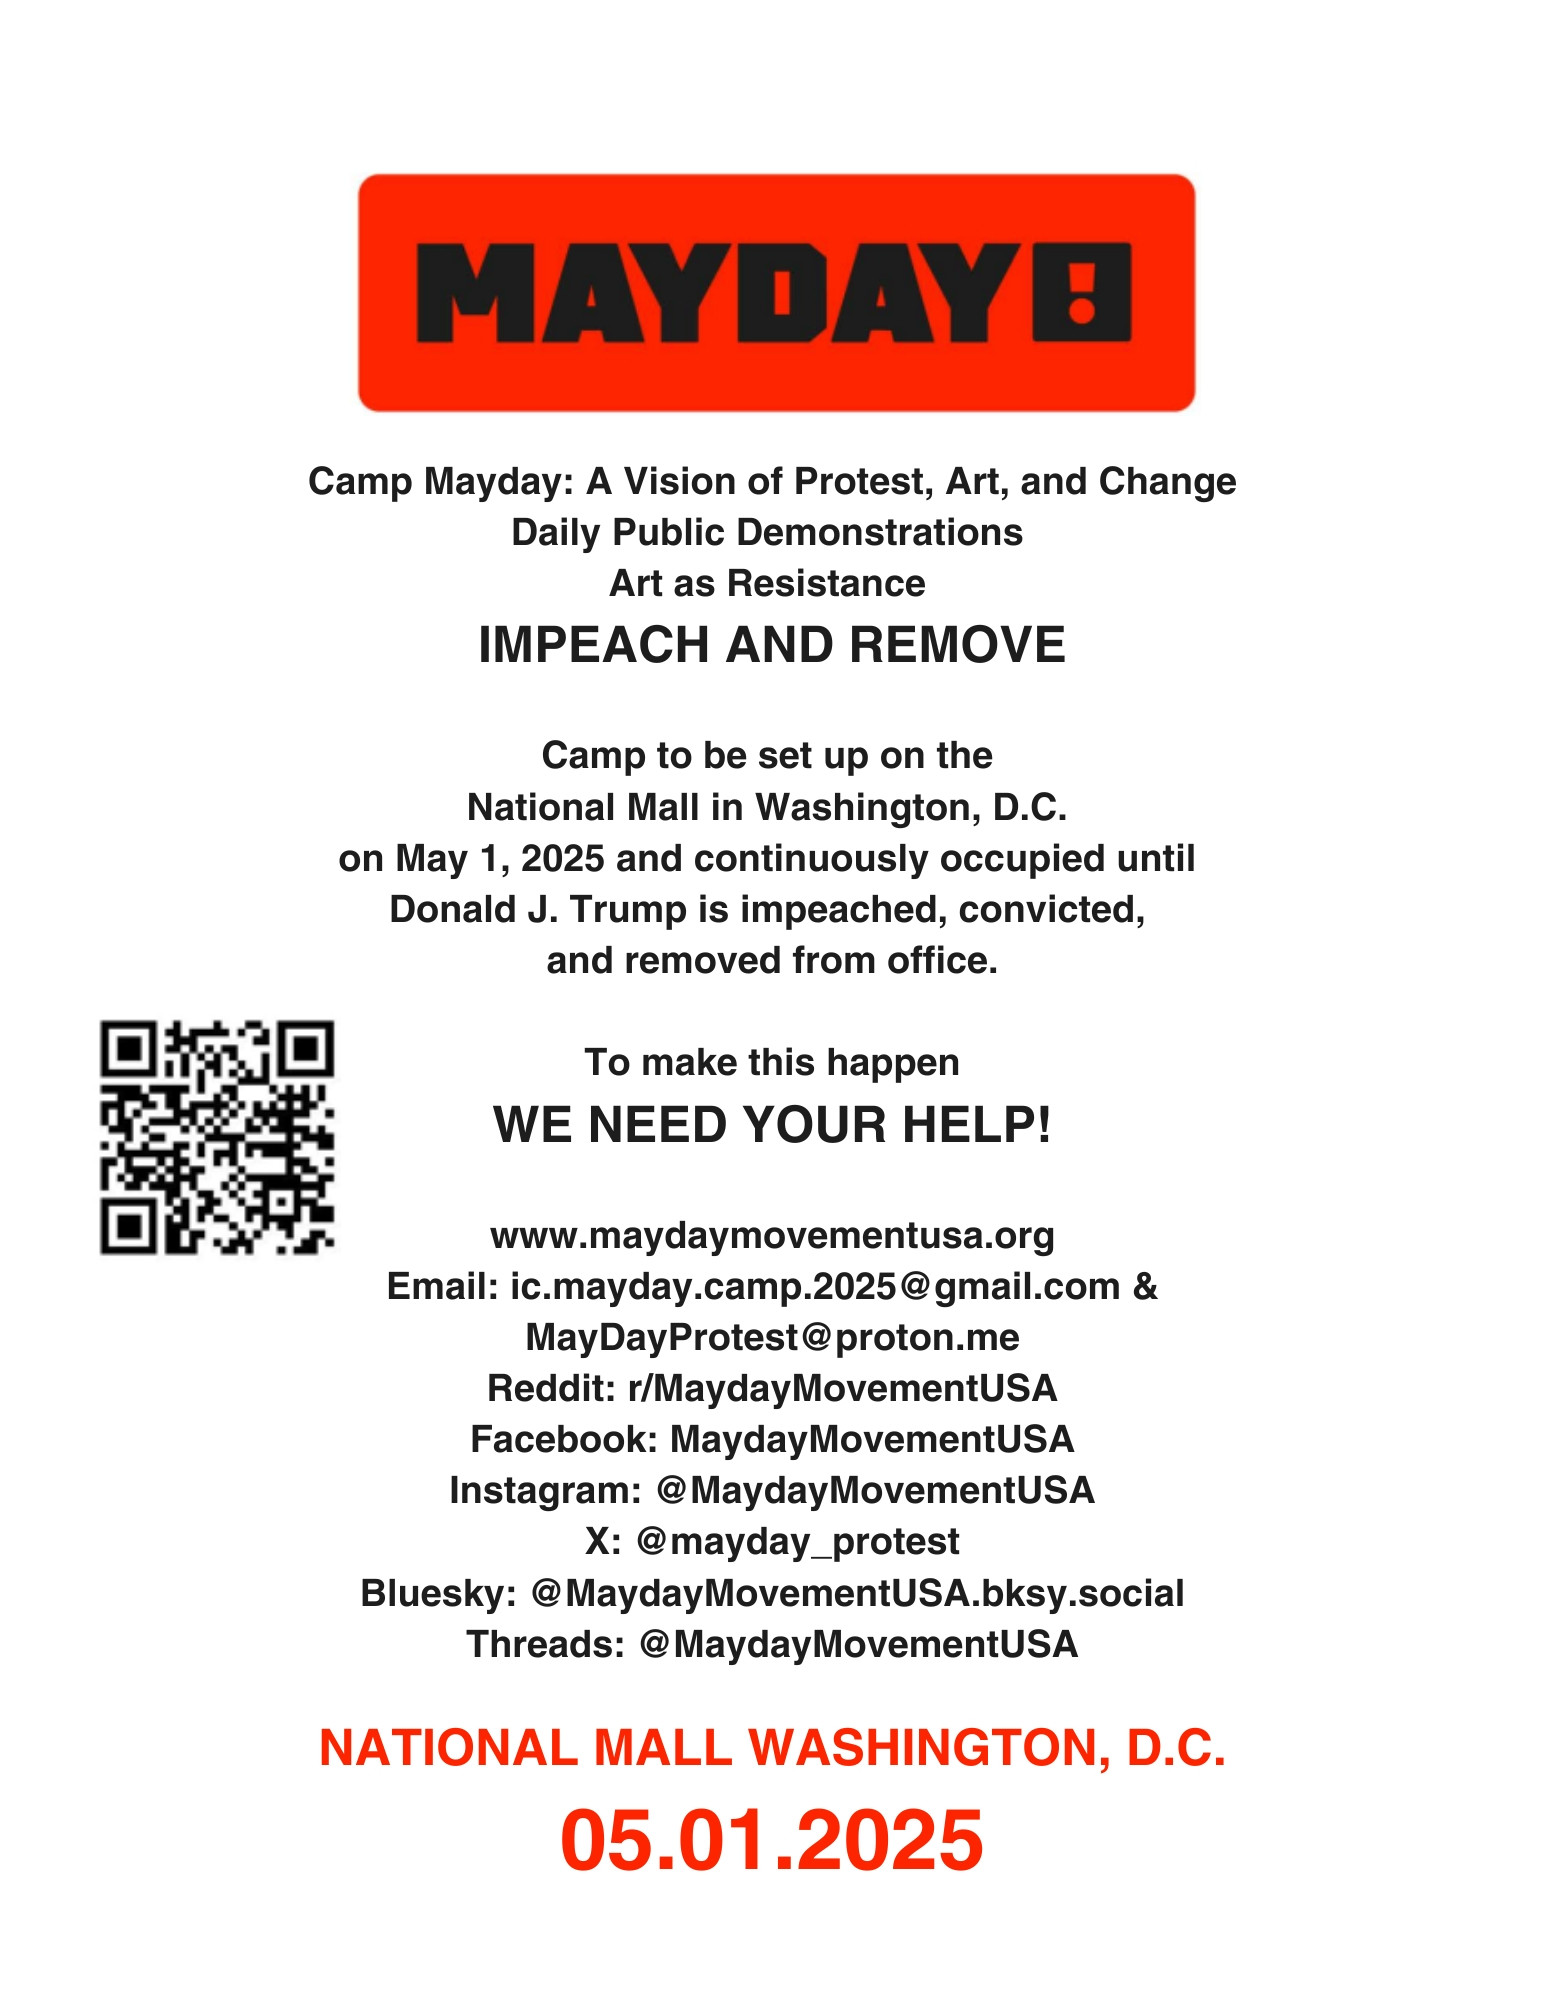 MAYDAY!
Camp Mayday: A Vision of Protest, Art, and Change
Daily Public Demonstrations
Art as Resistance
IMPEACH AND REMOVE
Camp to be set up on the
National Mall in Washington, D.C.
on May 1, 2025 and continuously occupied until
Donald J. Trump is impeached, convicted,
and removed from office.
To make this happen
WE NEED YOUR HELP!
www.maydaymovementusa.org
Email: ic.mayday.camp.2025@gmail.com &
MayDayProtest@proton.me
Reddit: r/MaydayMovementUSA
Facebook: MaydayMovementUSA
Instagram: @MaydayMovementUSA
X: @mayday_protest
Bluesky: @MaydayMovementUSA.bksy.social
Threads: @MaydayMovementUSA
NATIONAL MALL WASHINGTON, D.C.
05.01.2025